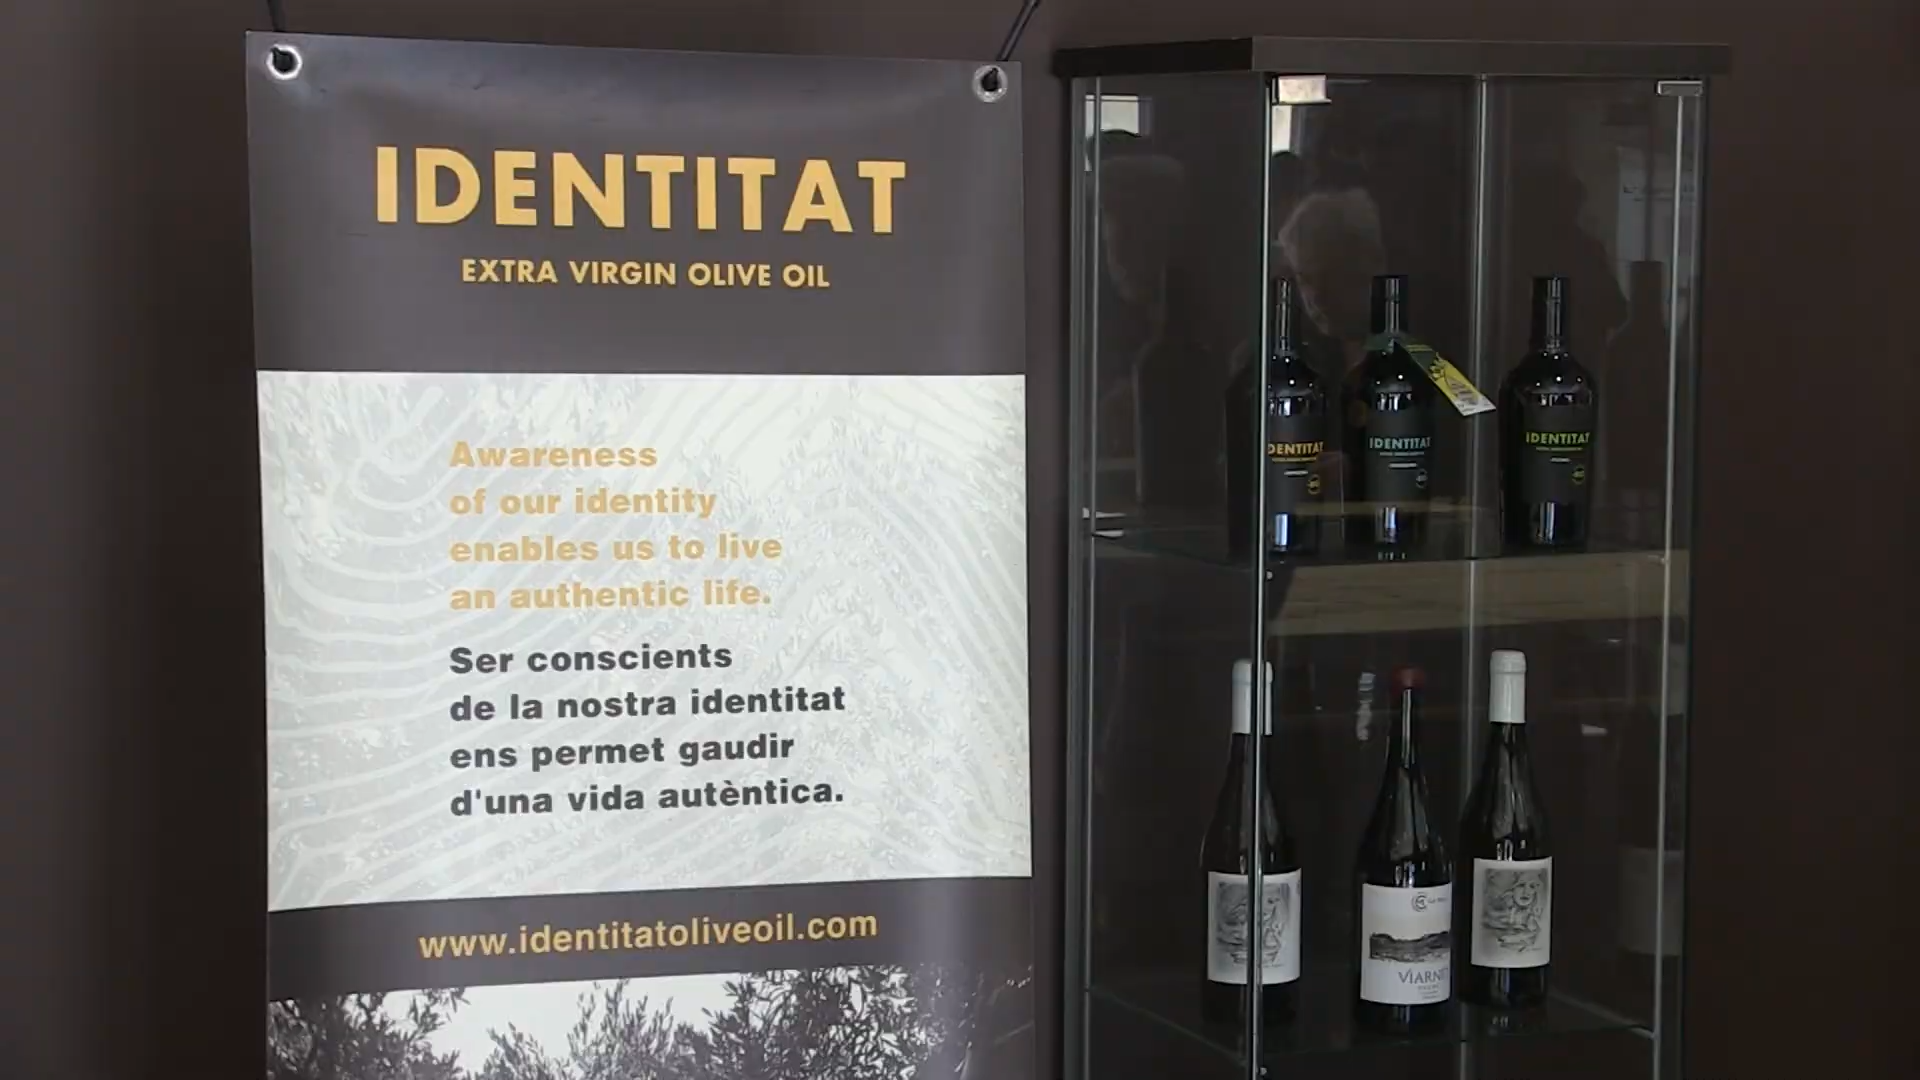 IDENTITAT
EXTRA VIRGIN OLIVE OIL
Awareness
of our identity
enables us to live
an authentic life.
Ser conscients
de la nostra identitat
ens permet gaudir
d'una vida autèntica.
www.identitatoliveoil.com
IDENTITAT
IDENTITAT
IDENTITAT